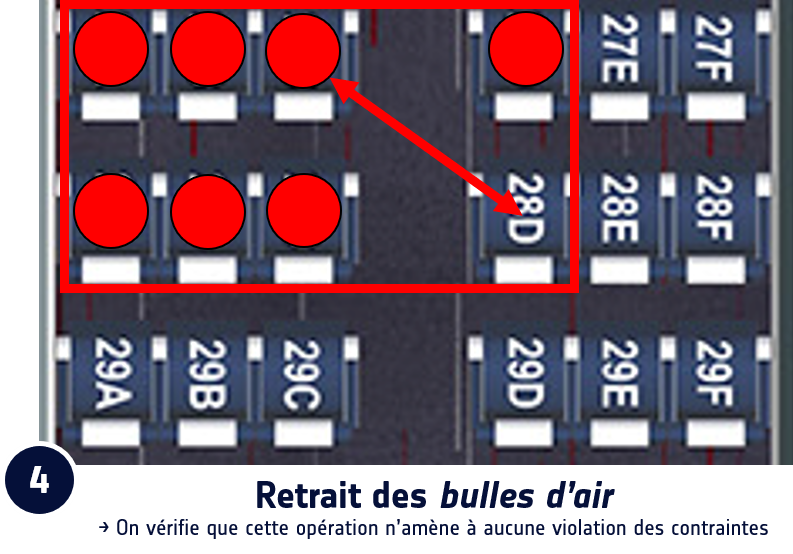 27E 27F
28D 28E 28F
29A 29B 29C 29D 29E 29F
4
Retrait des bulles d'air
→ On vérifie que cette opération n'amène à aucune violation des contraintes